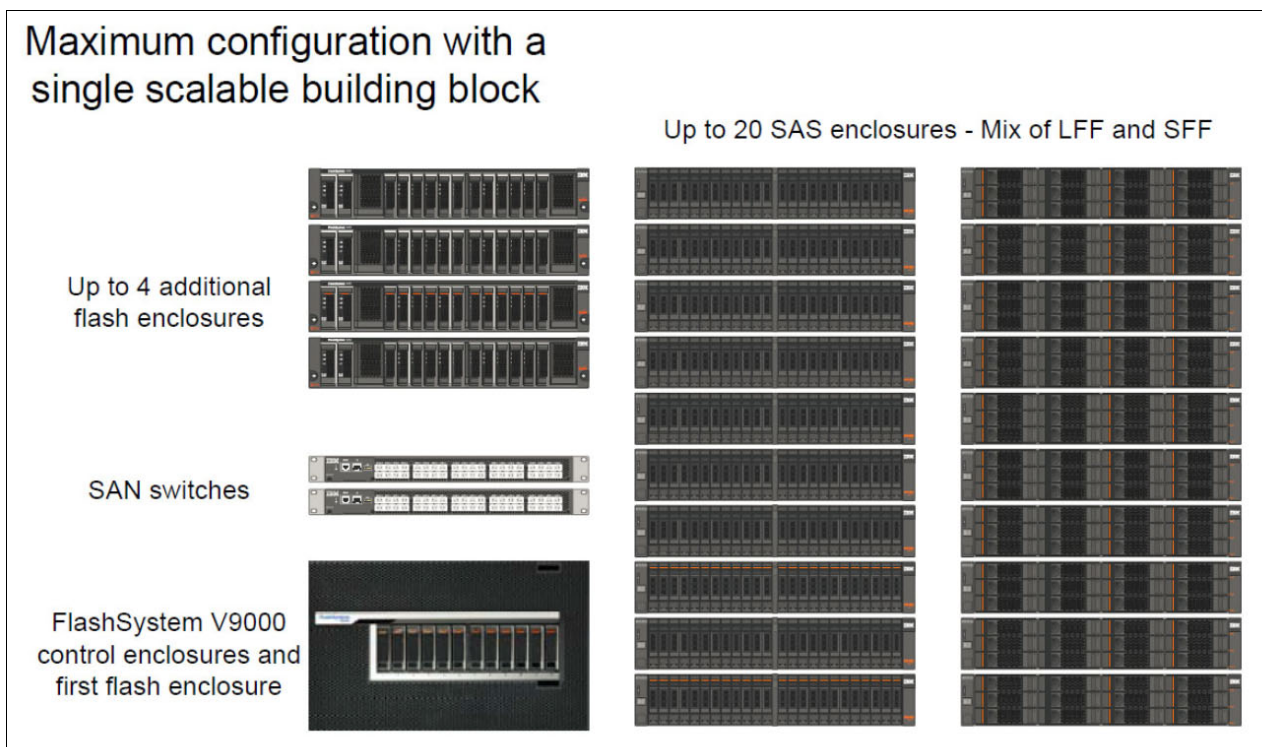 Maximum configuration with a
single scalable building block
Up to 20 SAS enclosures - Mix of LFF and SFF
Up to 4 additional
flash enclosures
SAN switches
FlashSystem V9000
control enclosures and
first flash enclosure